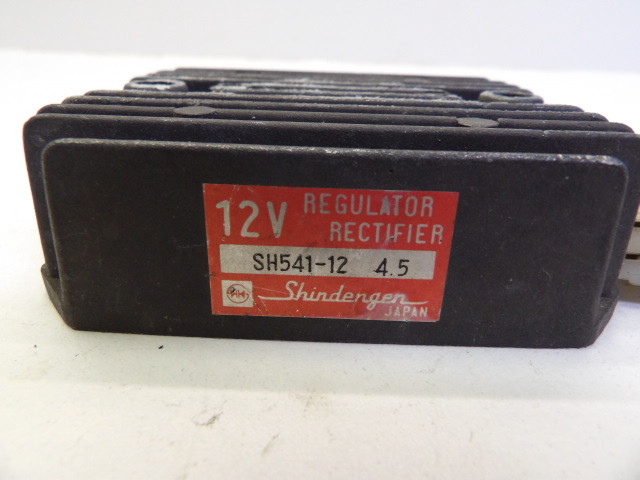 12V REGULATOR
RECTIFIER
SH541-12 4.5
Shindengen
JAPAN